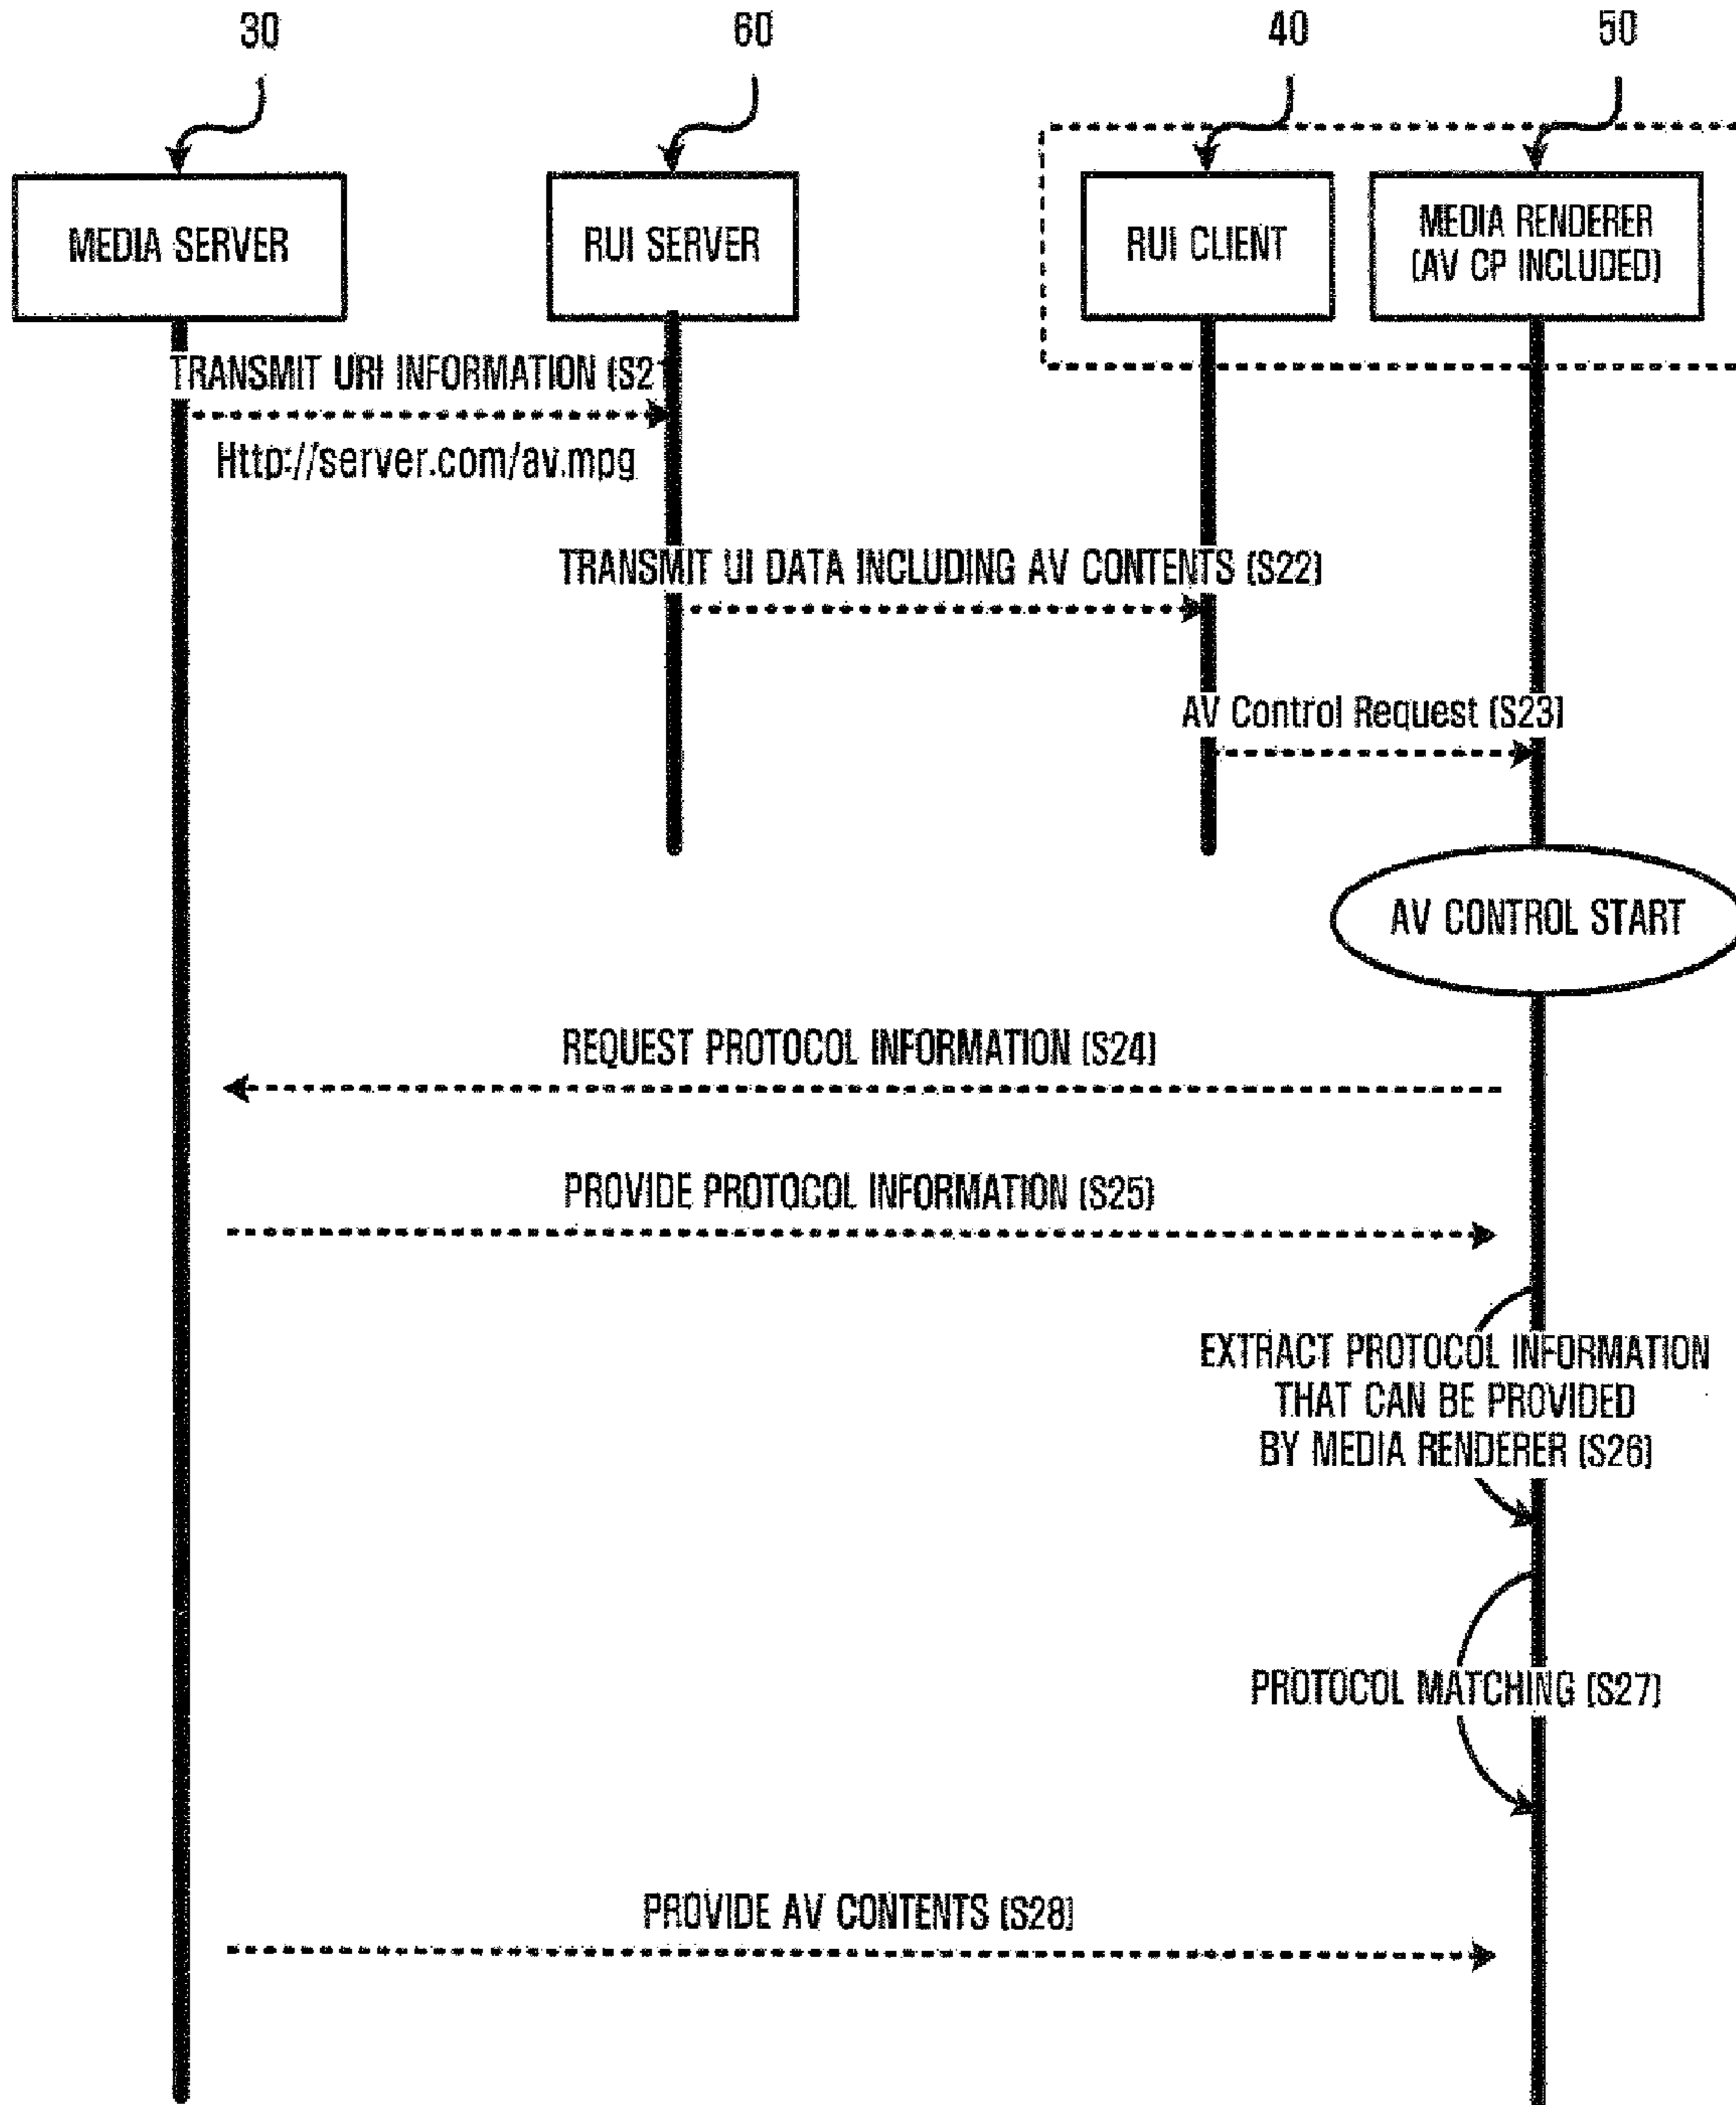 30
60
40
50
MEDIA SERVER
RUI SERVER
RUI CLIENT
MEDIA RENDERER
(AV CP INCLUDED)
TRANSMIT URI INFORMATION (S2
Http://server.com/av.mpg
TRANSMIT UI DATA INCLUDING AV CONTENTS (S22)
AV Control Request (S23)
AV CONTROL START
REQUEST PROTOCOL INFORMATION (S24)
PROVIDE PROTOCOL INFORMATION (S25)
EXTRACT PROTOCOL INFORMATION
THAT CAN BE PROVIDED
BY MEDIA RENDERER (S26)
PROTOCOL MATCHING (S27)
PROVIDE AV CONTENTS (S28)